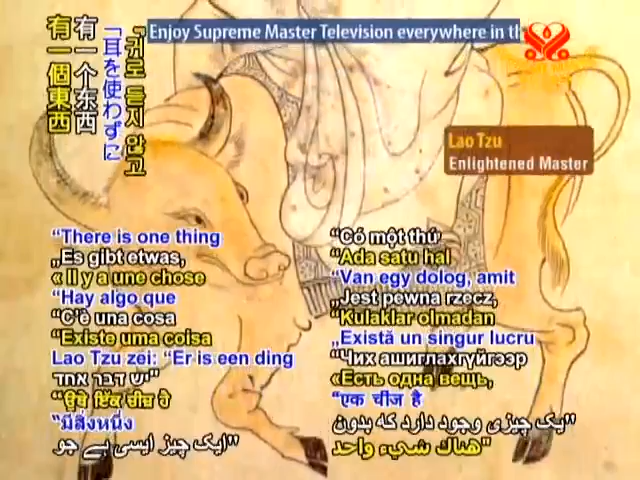 Enjoy Supreme Master Television everywhere in th
有一個東西
有一个东西
「耳を使わずに
"귀로 듣지 않고
Lao Tzu
Enlightened Master
“There is one thing
„Es gibt etwas,
« Il y a une chose
“Hay algo que
“C'è una cosa
“Existe uma coisa
Lao Tzu zei: “Er is een ding
"יש דבר אחד
“ਉਥੇ ਇੱਕ ਚੀਜ਼ ਹੈ
“มีสิ่งหนึ่ง
ایک چیز ایسی ہے جو"
“Có một thứ
“Ada satu hal
“Van egy dolog, amit
„Jest pewna rzecz,
“Kulaklar olmadan
„Există un singur lucru
“Чих ашиглахгүйгээр
«Есть одна вещь,
“एक चीज है
"یک چیزی وجود دارد که بدون
"هناك شيء واحد